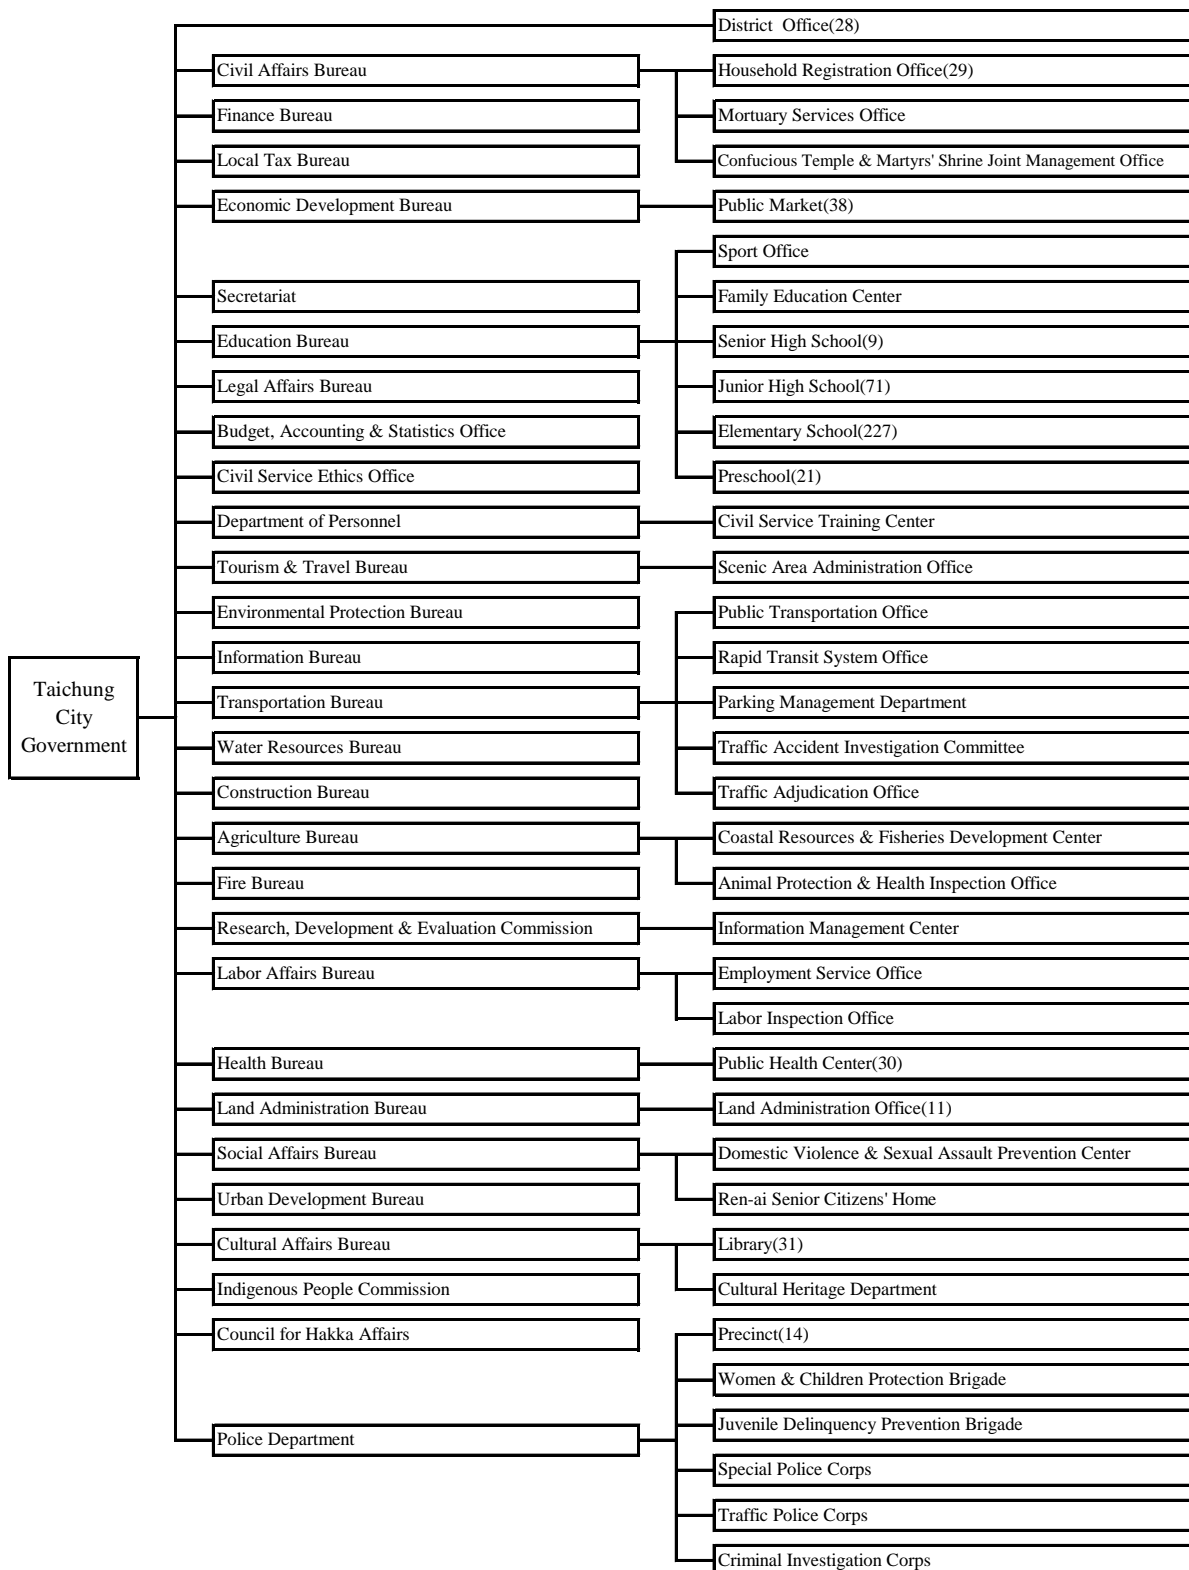 District  Office(28)
Civil Affairs Bureau
Household Registration Office(29)
Finance Bureau
Mortuary Services Office
Local Tax Bureau
Confucious Temple & Martyrs' Shrine Joint Management Office
Economic Development Bureau
Public Market(38)
Sport Office
Secretariat
Family Education Center
Education Bureau
Senior High School(9)
Legal Affairs Bureau
Junior High School(71)
Budget, Accounting & Statistics Office
Elementary School(227)
Civil Service Ethics Office
Preschool(21)
Department of Personnel
Civil Service Training Center
Tourism & Travel Bureau
Scenic Area Administration Office
Environmental Protection Bureau
Public Transportation Office
Information Bureau
Rapid Transit System Office
Taichung
City
Government
Transportation Bureau
Parking Management Department
Water Resources Bureau
Traffic Accident Investigation Committee
Construction Bureau
Traffic Adjudication Office
Agriculture Bureau
Coastal Resources & Fisheries Development Center
Fire Bureau
Animal Protection & Health Inspection Office
Research, Development & Evaluation Commission
Information Management Center
Labor Affairs Bureau
Employment Service Office
Labor Inspection Office
Health Bureau
Public Health Center(30)
Land Administration Bureau
Land Administration Office(11)
Social Affairs Bureau
Domestic Violence & Sexual Assault Prevention Center
Urban Development Bureau
Ren-ai Senior Citizens' Home
Cultural Affairs Bureau
Library(31)
Indigenous People Commission
Cultural Heritage Department
Council for Hakka Affairs
Precinct(14)
Women & Children Protection Brigade
Juvenile Delinquency Prevention Brigade
Police Department
Special Police Corps
Traffic Police Corps
Criminal Investigation Corps